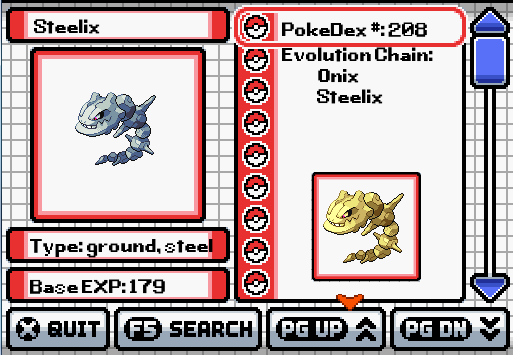 Steelix
Type: ground, steel
Base EXP: 179
PokeDex #: 208
Evolution Chain:
Onix
Steelix
X QUIT
F5 SEARCH
PG UP
PG DN